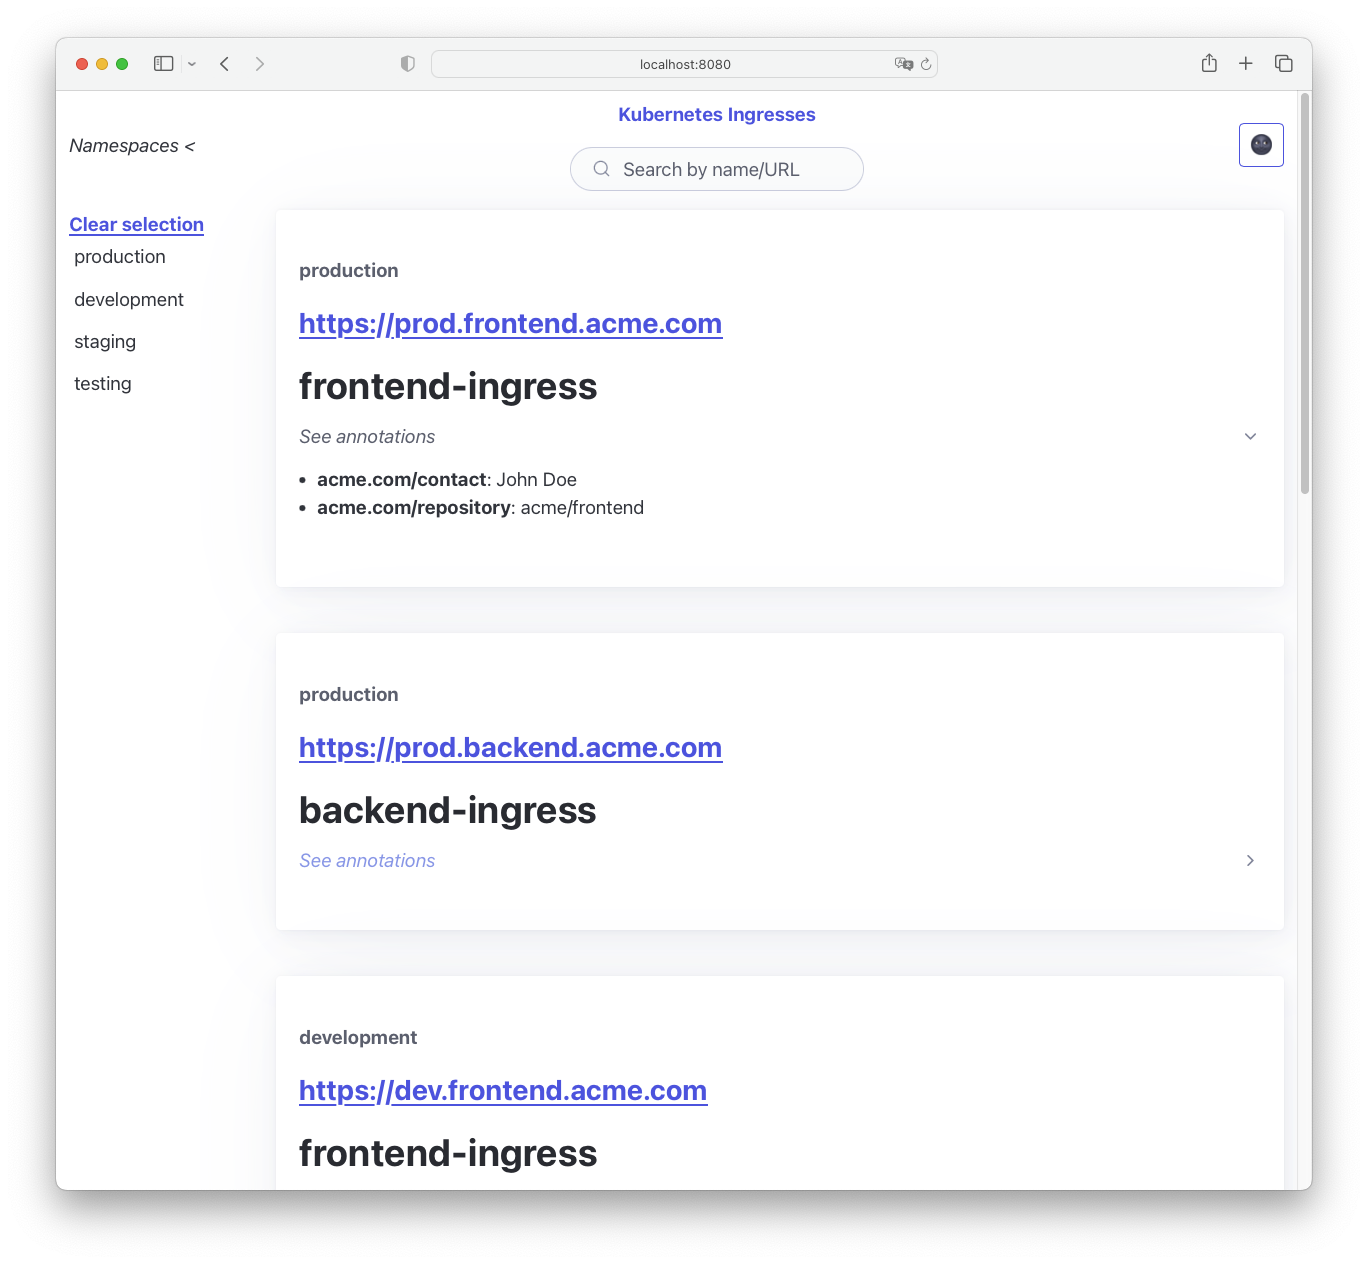 localhost:8080
Kubernetes Ingresses
Namespaces <
Search by name/URL
Clear selection
production
development
staging
testing
production
https://prod.frontend.acme.com
frontend-ingress
See annotations
• acme.com/contact: John Doe
• acme.com/repository: acme/frontend
production
https://prod.backend.acme.com
backend-ingress
See annotations
development
https://dev.frontend.acme.com
frontend-ingress